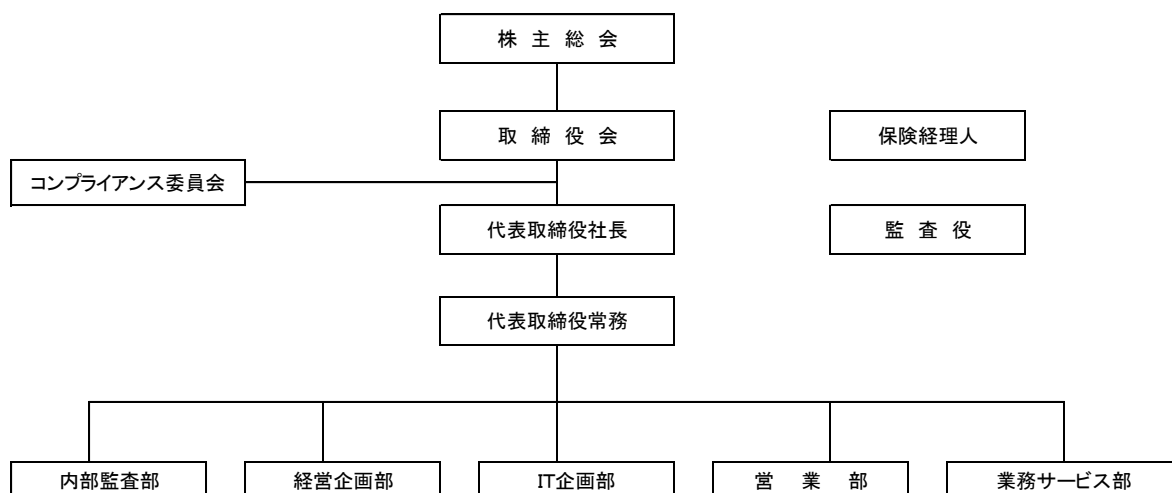 株 主 総 会
取 締 役 会
保険経理人
コンプライアンス委員会
代表取締役社長
監 査 役
代表取締役常務
内部監査部
経営企画部
IT企画部
営 業 部
業務サービス部